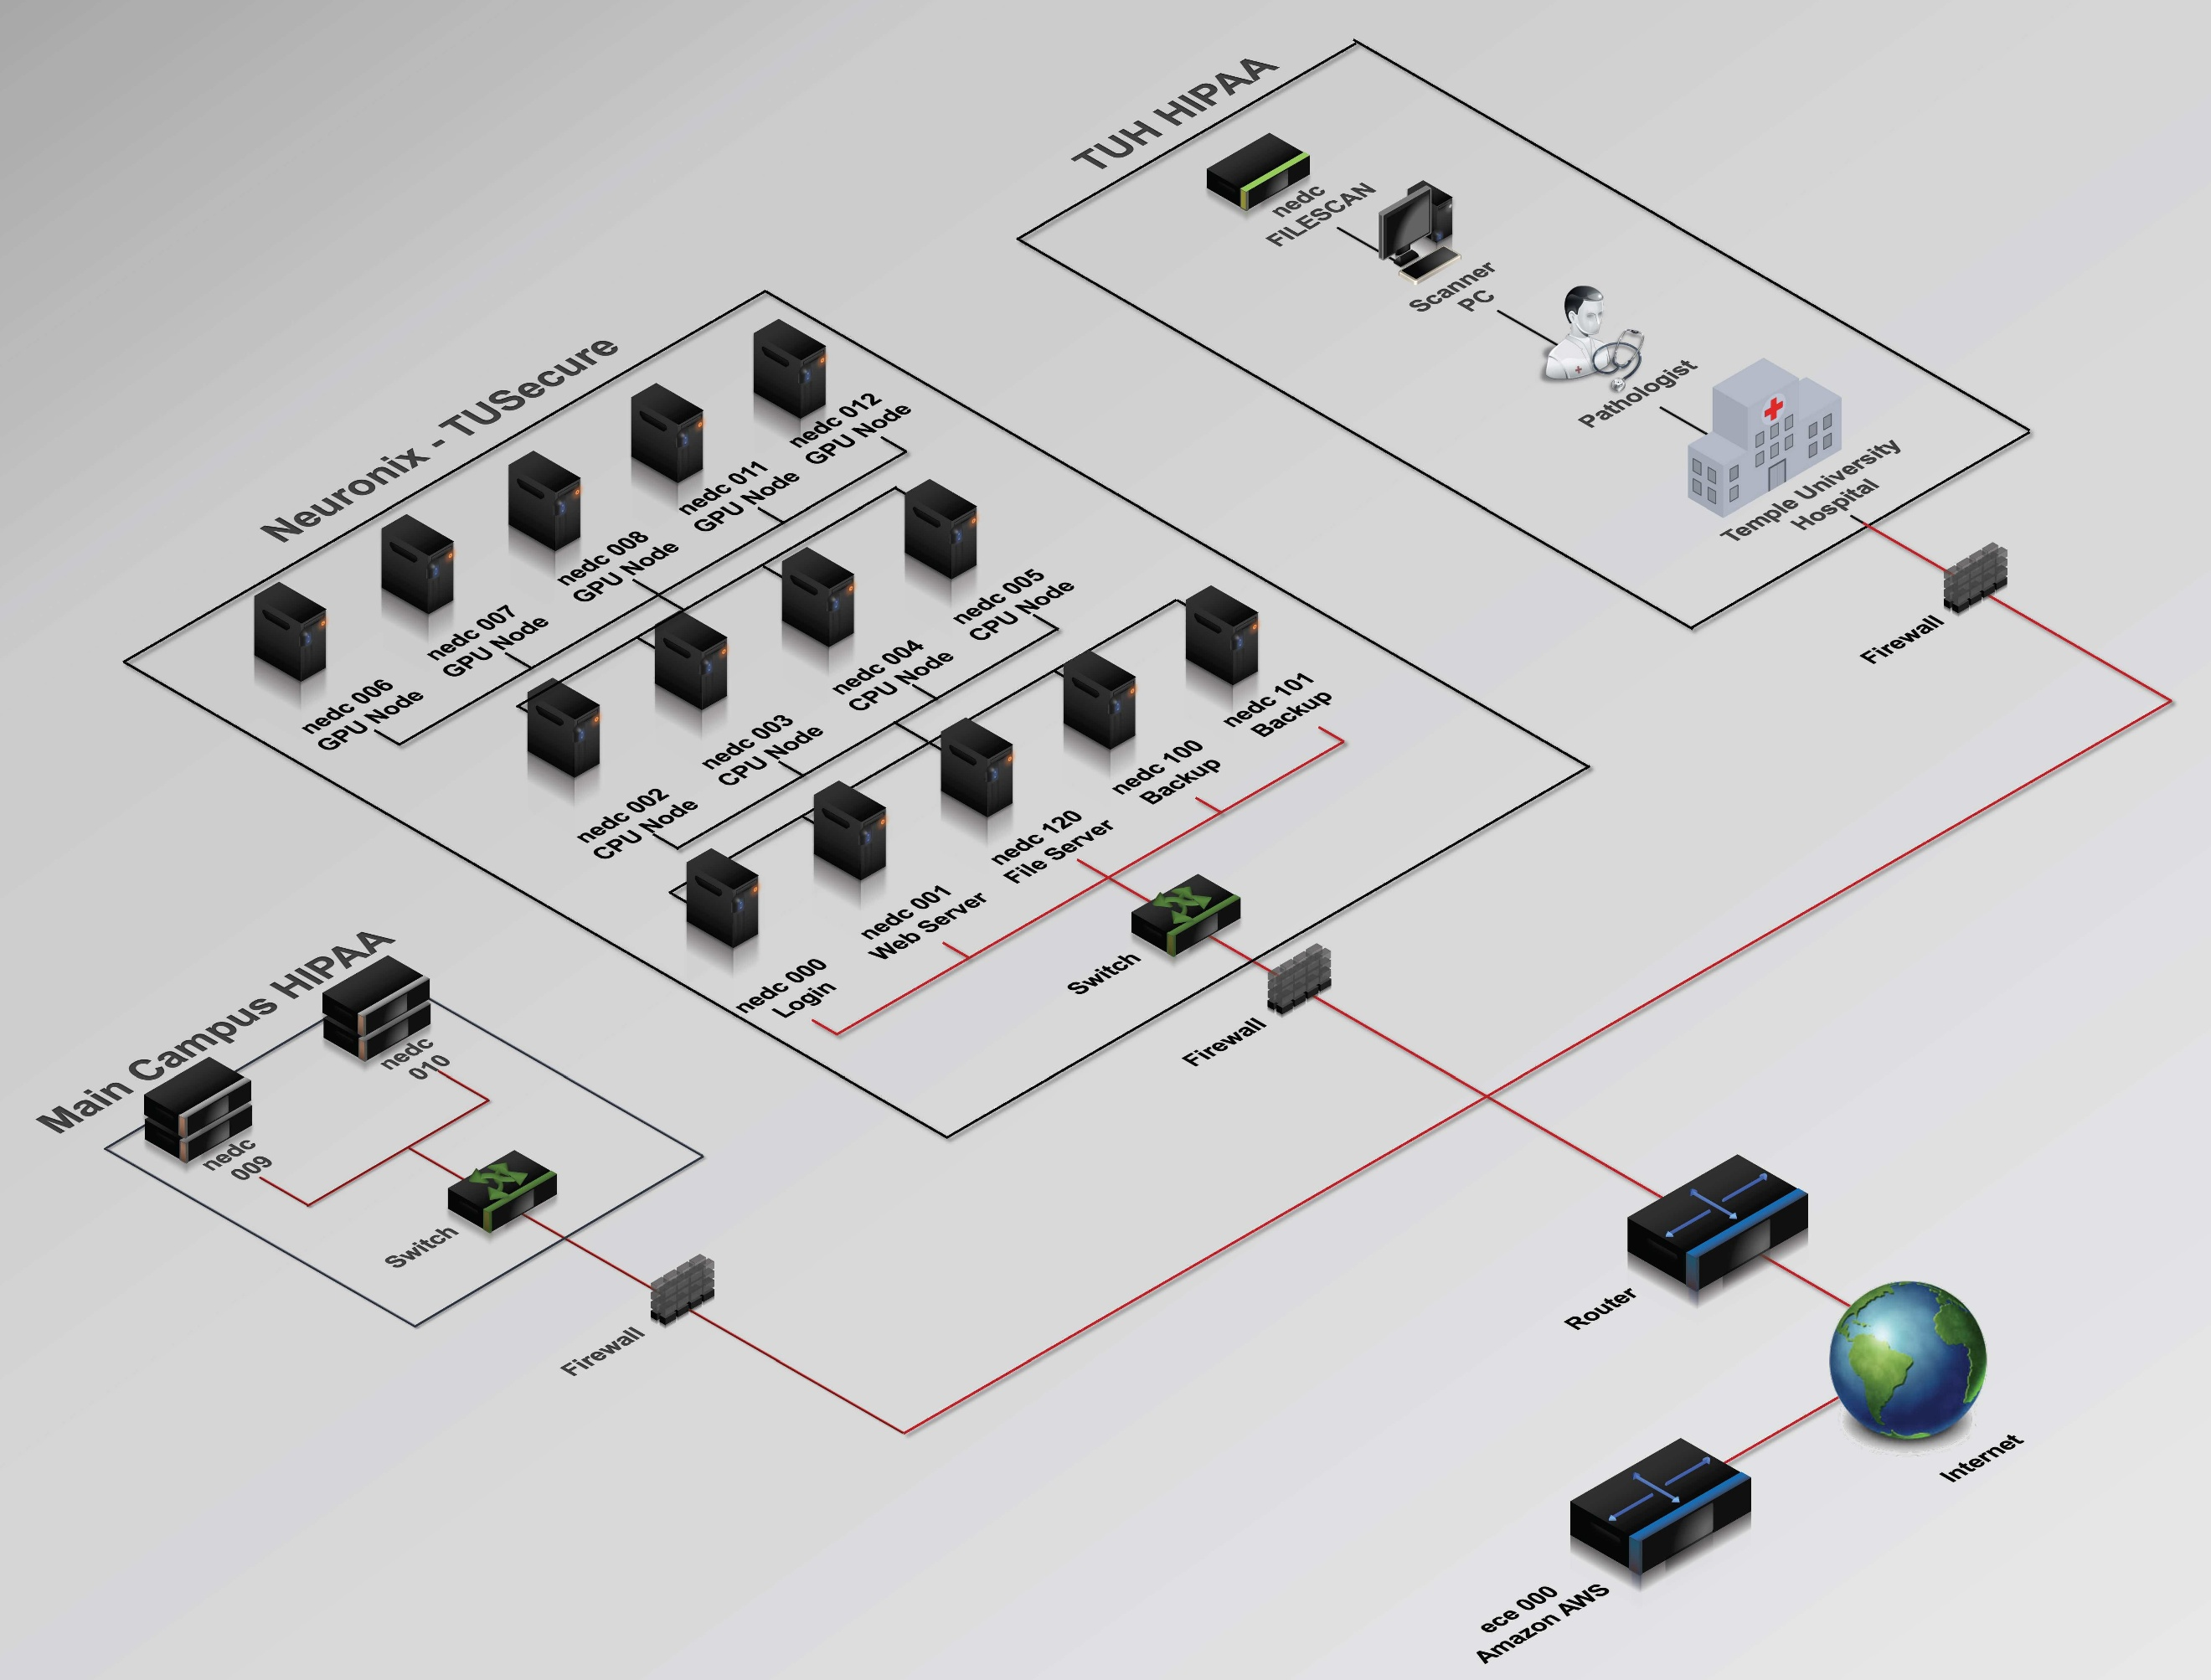 TUH HIPAA
nedc
FILESCAN
Scanner
PC
Pathologist
Temple University
Hospital
Firewall
Neuronix - TUSecure
nedc 012
GPU Node
nedc 011
GPU Node
nedc 008
GPU Node
nedc 007
GPU Node
nedc 006
GPU Node
nedc 005
CPU Node
nedc 004
CPU Node
nedc 003
CPU Node
nedc 002
CPU Node
nedc 101
Backup
nedc 100
Backup
nedc 120
File Server
nedc 001
Web Server
nedc 000
Login
Switch
Firewall
Main Campus HIPAA
nedc
010
nedc
009
Switch
Firewall
Router
Internet
ece 000
Amazon AWS